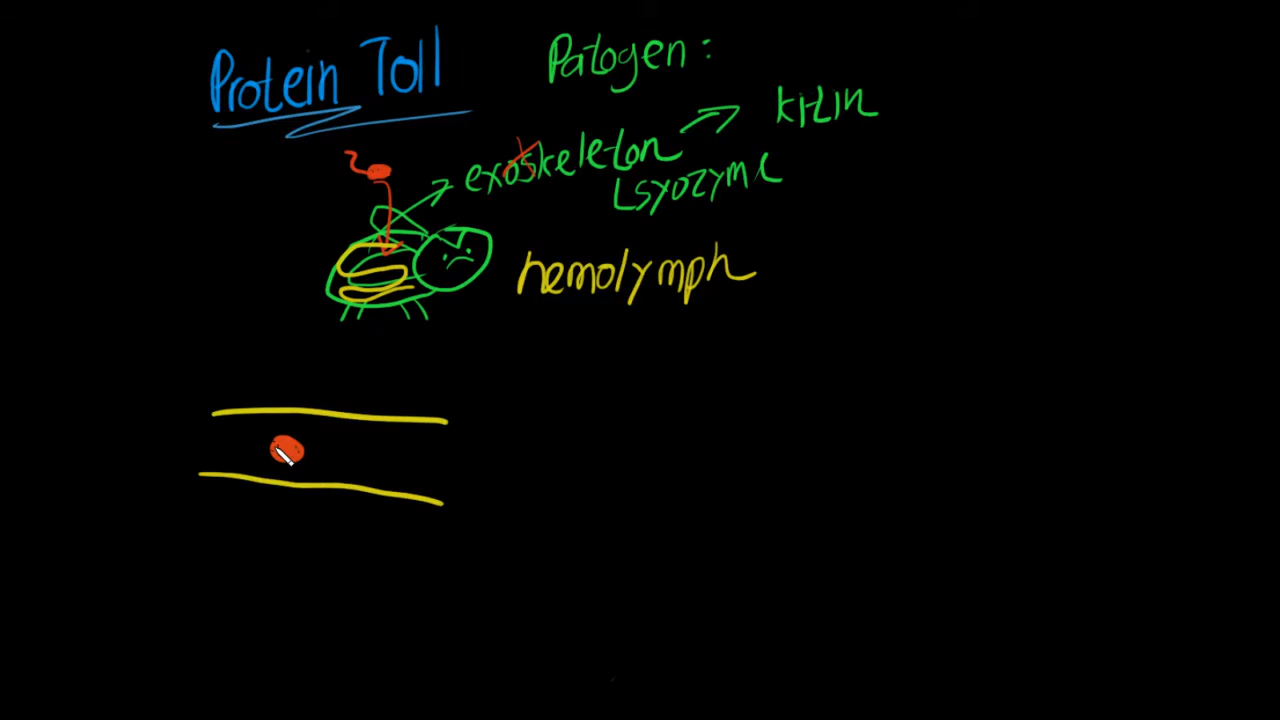 Protein Toll
Patogen :
exoskeleton → kitin
Lsyozyme
hemolymph